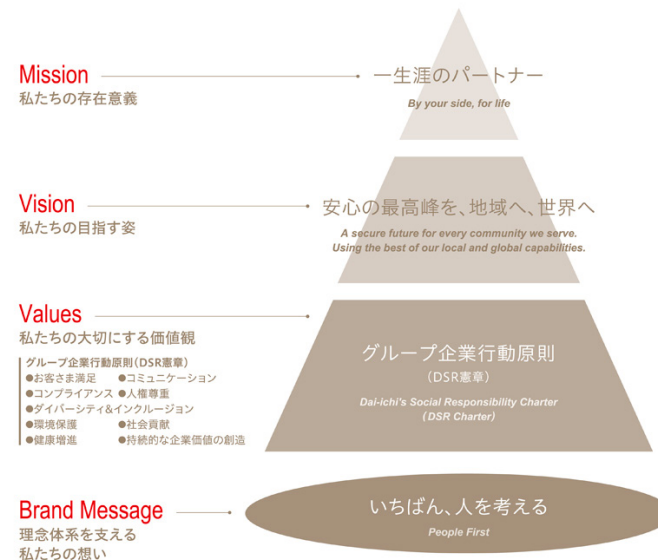 Mission
私たちの存在意義
一生涯のパートナー
By your side, for life
Vision
私たちの目指す姿
安心の最高峰を、地域へ、世界へ
A secure future for every community we serve.
Using the best of our local and global capabilities.
Values
私たちの大切にする価値観
グループ企業行動原則(DSR憲章)
●お客さま満足 ●コミュニケーション
●コンプライアンス ●人権尊重
●ダイバーシティ&インクルージョン
●環境保護 ●社会貢献
●健康増進 ●持続的な企業価値の創造
グループ企業行動原則
(DSR憲章)
Dai-ichi's Social Responsibility Charter
(DSR Charter)
Brand Message
理念体系を支える
私たちの想い
いちばん、人を考える
People First